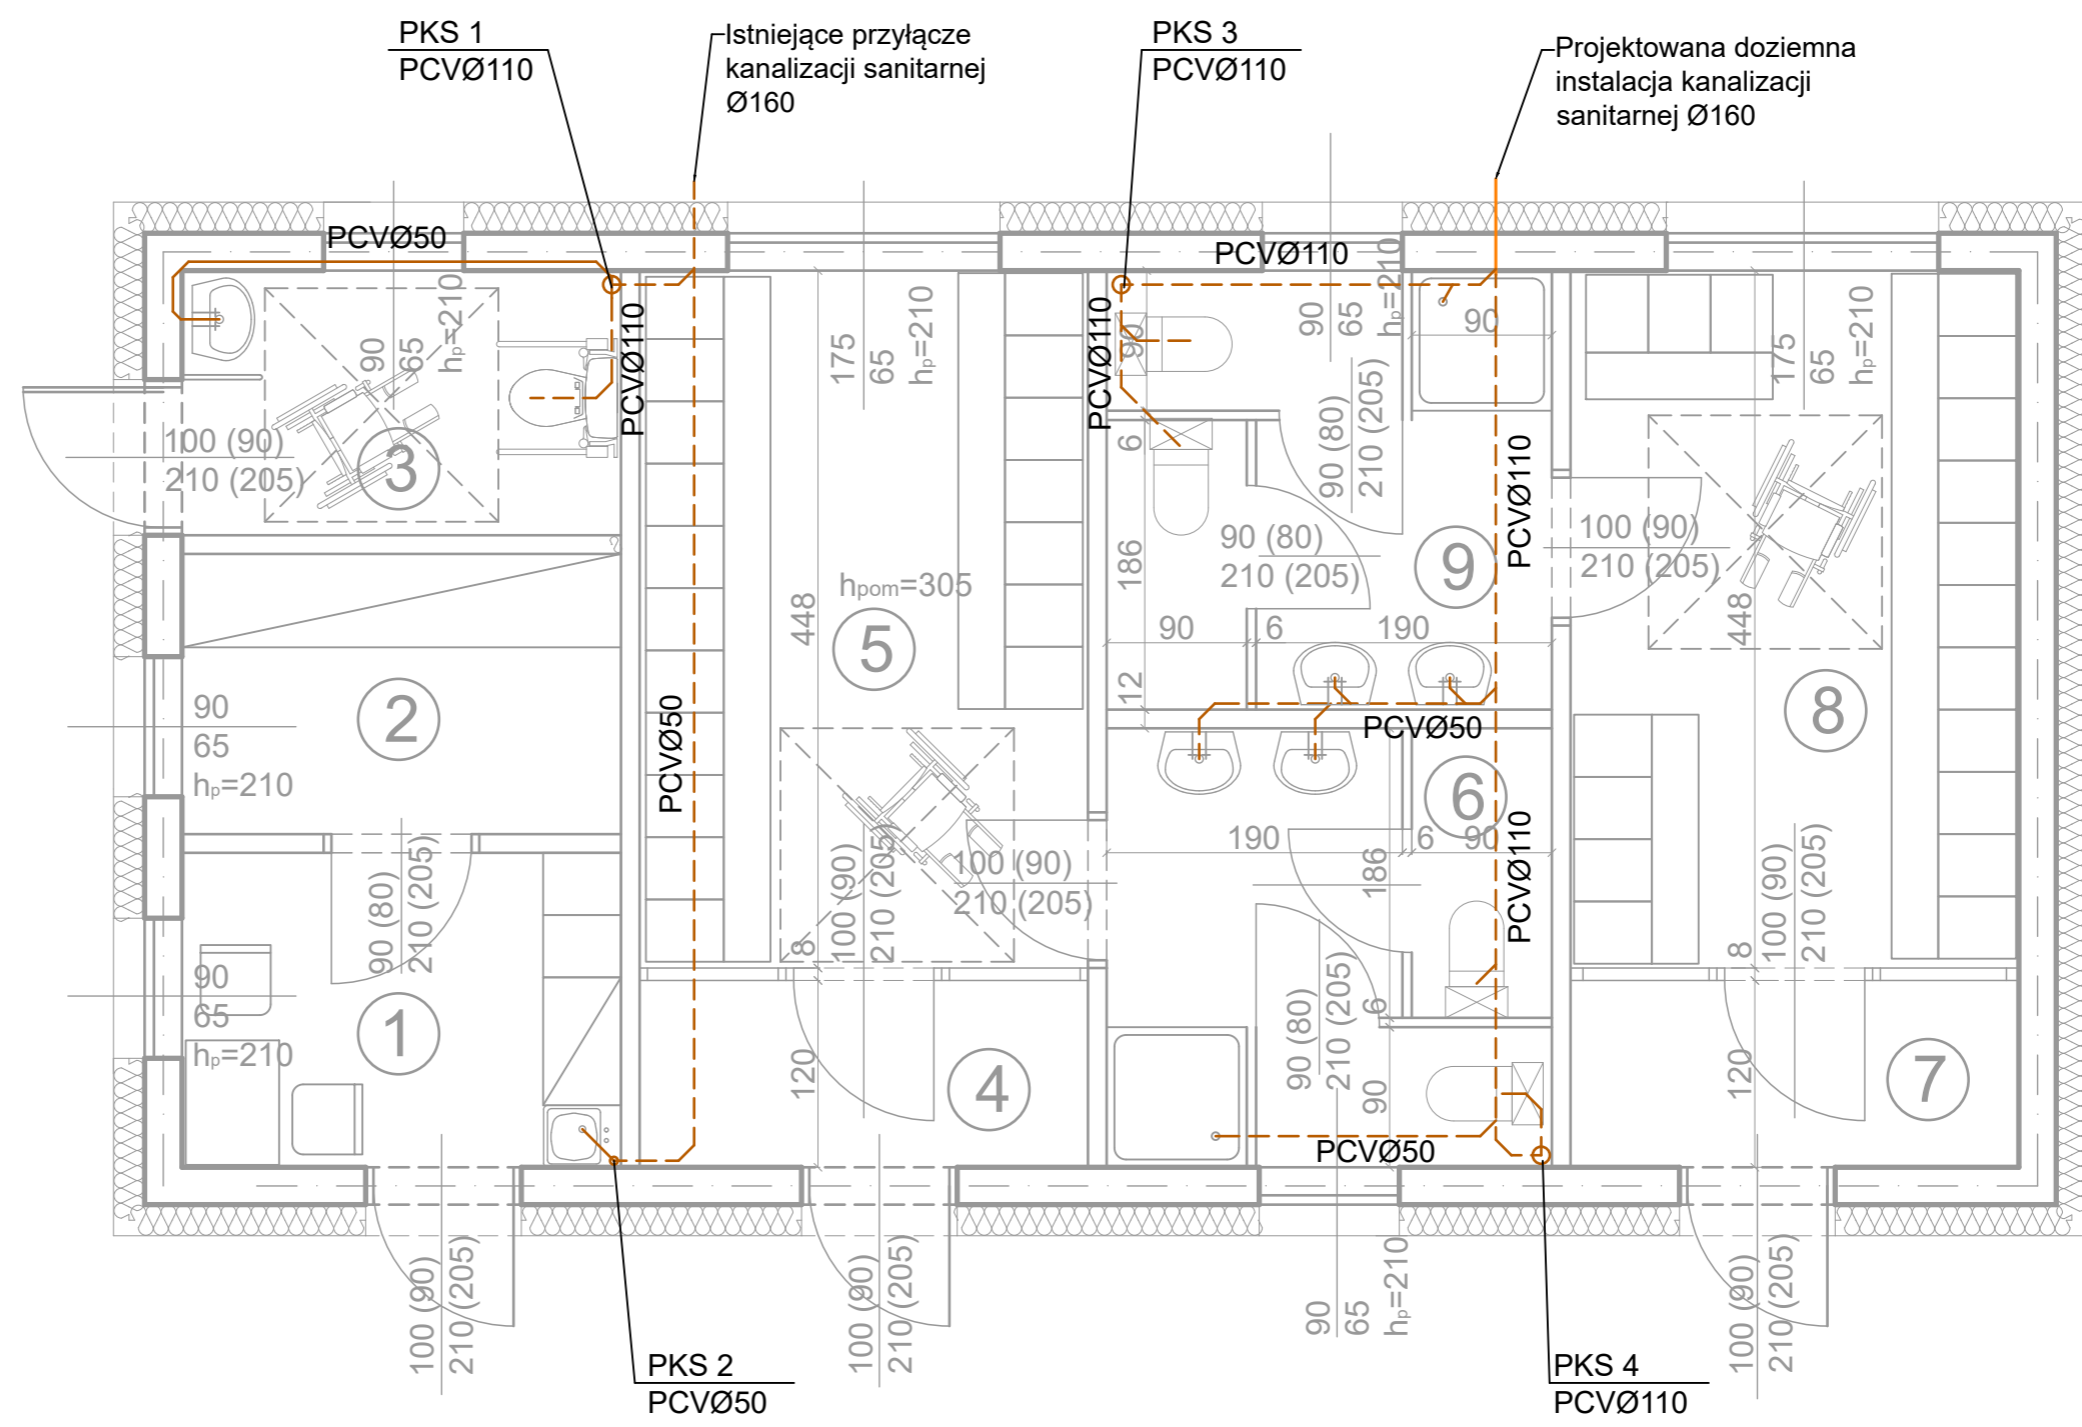 PKS 1
PCVØ110
Istniejące przyłącze
kanalizacji sanitarnej
Ø160
PKS 3
PCVØ110
Projektowana doziemna
instalacja kanalizacji
sanitarnej Ø160
PCVØ50
PCVØ110
90
65
hp=210
PCVØ110
175
65
hp=210
PCVØ110
90
90
65
hp=210
90
175
65
hp=210
100 (90)
210 (205)
3
6
90 (80)
210 (205)
PCVØ110
90 (80)
210 (205)
186
9
100 (90)
210 (205)
hpom=305
448
5
448
90
6
190
12
2
90
65
hp=210
PCVØ50
PCVØ50
8
6
190
6
90
186
PCVØ110
90 (80)
210 (205)
100 (90)
210 (205)
100 (90)
210 (205)
8
100 (90)
210 (205)
8
90
65
hp=210
1
120
4
90 (80)
210 (205)
6
90
120
7
PCVØ50
100 (90)
210 (205)
100 (90)
210 (205)
90
65
hp=210
100 (90)
210 (205)
PKS 2
PCVØ50
PKS 4
PCVØ110